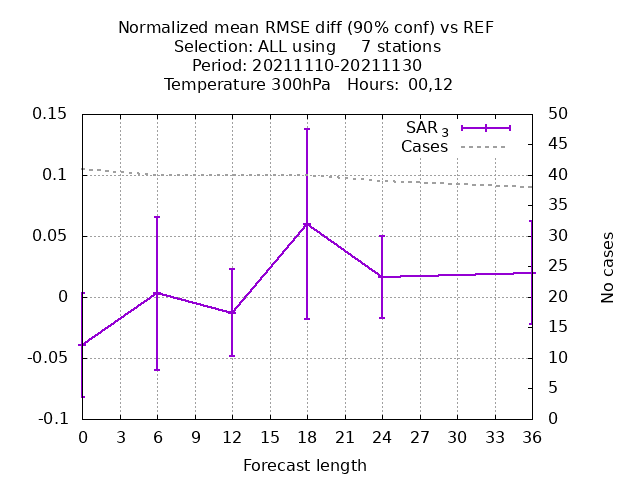 Normalized mean RMSE diff (90% conf) vs REF
Selection: ALL using 7 stations
Period: 20211110-20211130
Temperature 300hPa Hours: 00,12
SAR 3
Cases
0.15
0.1
0.05
0
-0.05
-0.1
50
45
40
35
30
25
20
15
10
5
0
No cases
0 3 6 9 12 15 18 21 24 27 30 33 36
Forecast length